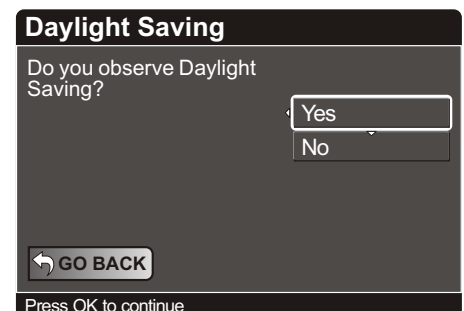 Daylight Saving
Do you observe Daylight
Saving?
Yes
No
GO BACK
Press OK to continue